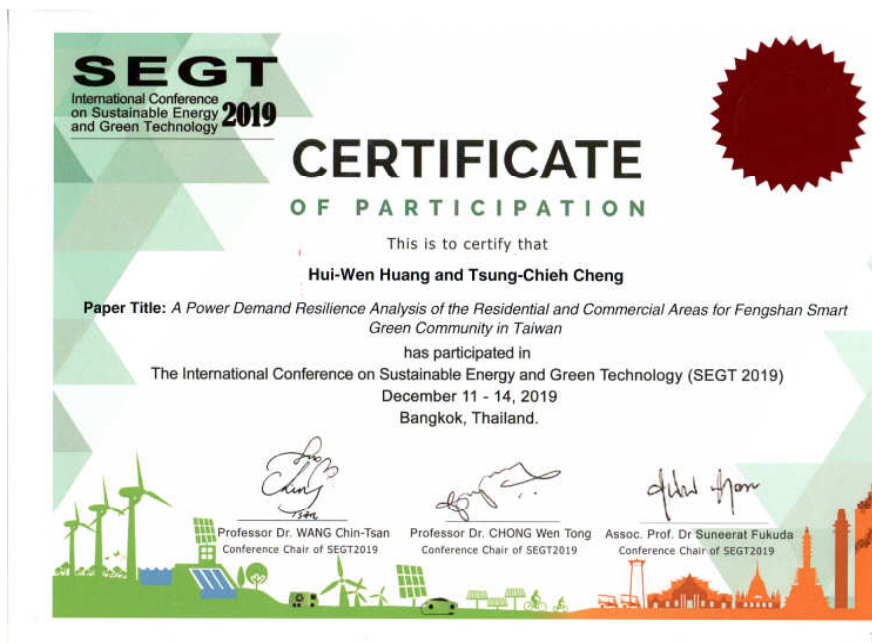 SEGT
International Conference
on Sustainable Energy 2019
and Green Technology
CERTIFICATE
OF PARTICIPATION
This is to certify that
Hui-Wen Huang and Tsung-Chieh Cheng
Paper Title: A Power Demand Resilience Analysis of the Residential and Commercial Areas for Fengshan Smart
Green Community in Taiwan
has participated in
The International Conference on Sustainable Energy and Green Technology (SEGT 2019)
December 11 - 14, 2019
Bangkok, Thailand.
Professor Dr. WANG Chin-Tsan
Conference Chair of SEGT2019
Professor Dr. CHONG Wen Tong
Conference Chair of SEGT2019
Assoc. Prof. Dr Suneerat Fukuda
Conference Chair of SEGT2019